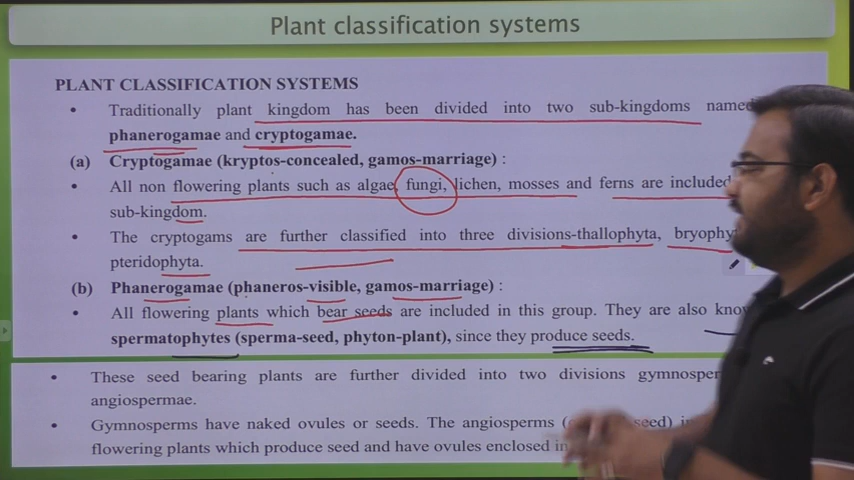 Plant classification systems
PLANT CLASSIFICATION SYSTEMS
• Traditionally plant kingdom has been divided into two sub-kingdoms named
phanerogamae and cryptogamae.
(a) Cryptogamae (kryptos-concealed, gamos-marriage) :
• All non flowering plants such as algae, fungi, lichen, mosses and ferns are included
sub-kingdom.
• The cryptogams are further classified into three divisions-thallophyta, bryophy
pteridophyta.
(b) Phanerogamae (phaneros-visible, gamos-marriage) :
• All flowering plants which bear seeds are included in this group. They are also know
spermatophytes (sperma-seed, phyton-plant), since they produce seeds.
• These seed bearing plants are further divided into two divisions gymnosper
angiospermae.
• Gymnosperms have naked ovules or seeds. The angiosperms seed)
flowering plants which produce seed and have ovules enclosed in